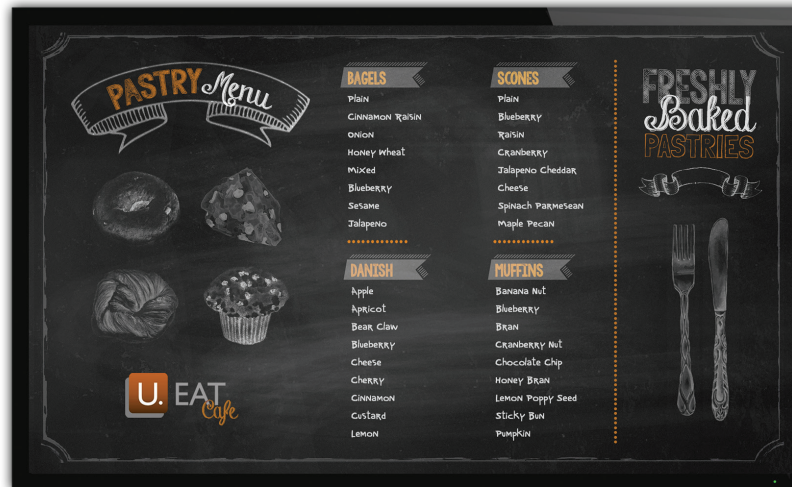 PASTRY Menu
BAGELS
Plain
Cinnamon Raisin
Onion
Honey Wheat
Mixed
Blueberry
Sesame
Jalapeno
SCONES
Plain
Blueberry
Raisin
Cranberry
Jalapeno Cheddar
Cheese
Spinach Parmesean
Maple Pecan
DANISH
Apple
Apricot
Bear Claw
Blueberry
Cheese
Cherry
Cinnamon
Custard
Lemon
MUFFINS
Banana Nut
Blueberry
Bran
Cranberry Nut
Chocolate Chip
Honey Bran
Lemon Poppy Seed
Sticky Bun
Pumpkin
FRESHLY
Baked
PASTRIES
U. EAT
Cafe